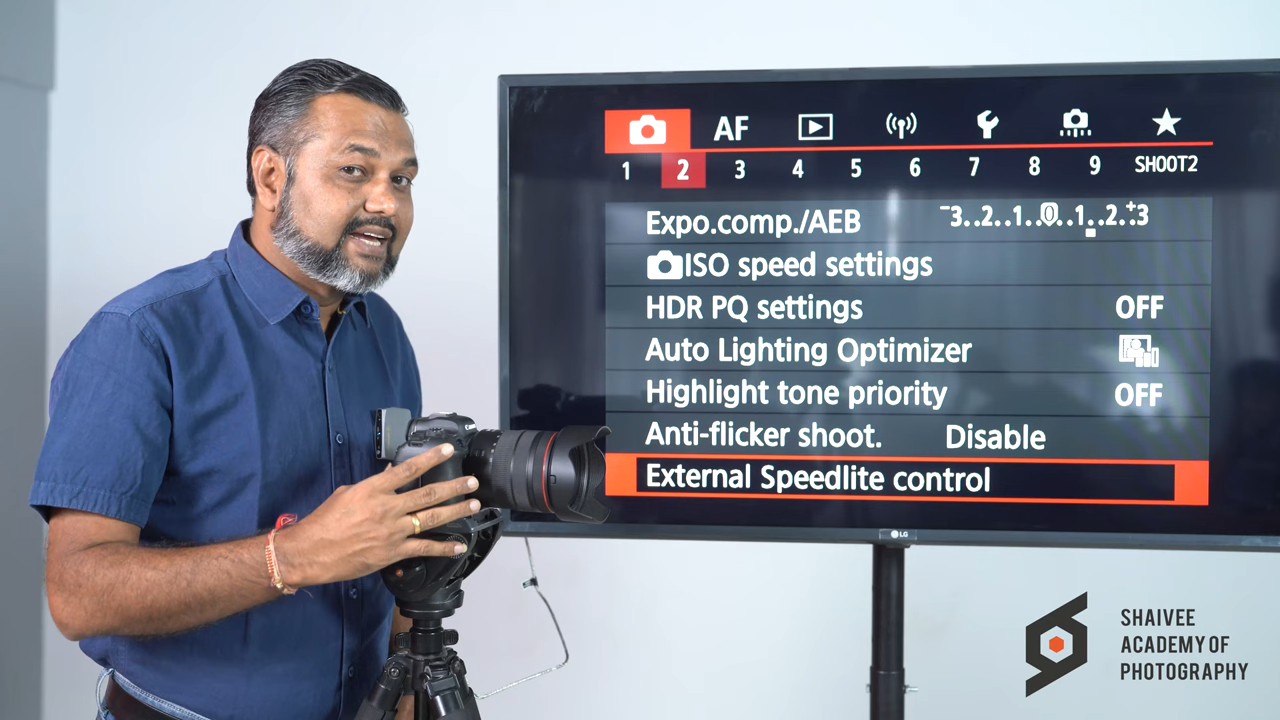 AF
1 2 3 4 5 6 7 8 9 SHOOT2
Expo.comp./AEB -3..2..1..0..1..2..+3
ISO speed settings
HDR PQ settings OFF
Auto Lighting Optimizer
Highlight tone priority OFF
Anti-flicker shoot. Disable
External Speedlite control
Canon
LG
SHAIVEE
ACADEMY OF
PHOTOGRAPHY